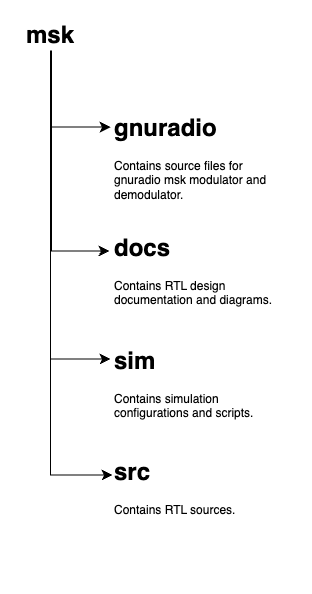 msk
gnuradio
Contains source files for
gnuradio msk modulator and
demodulator.
docs
Contains RTL design
documentation and diagrams.
sim
Contains simulation
configurations and scripts.
src
Contains RTL sources.